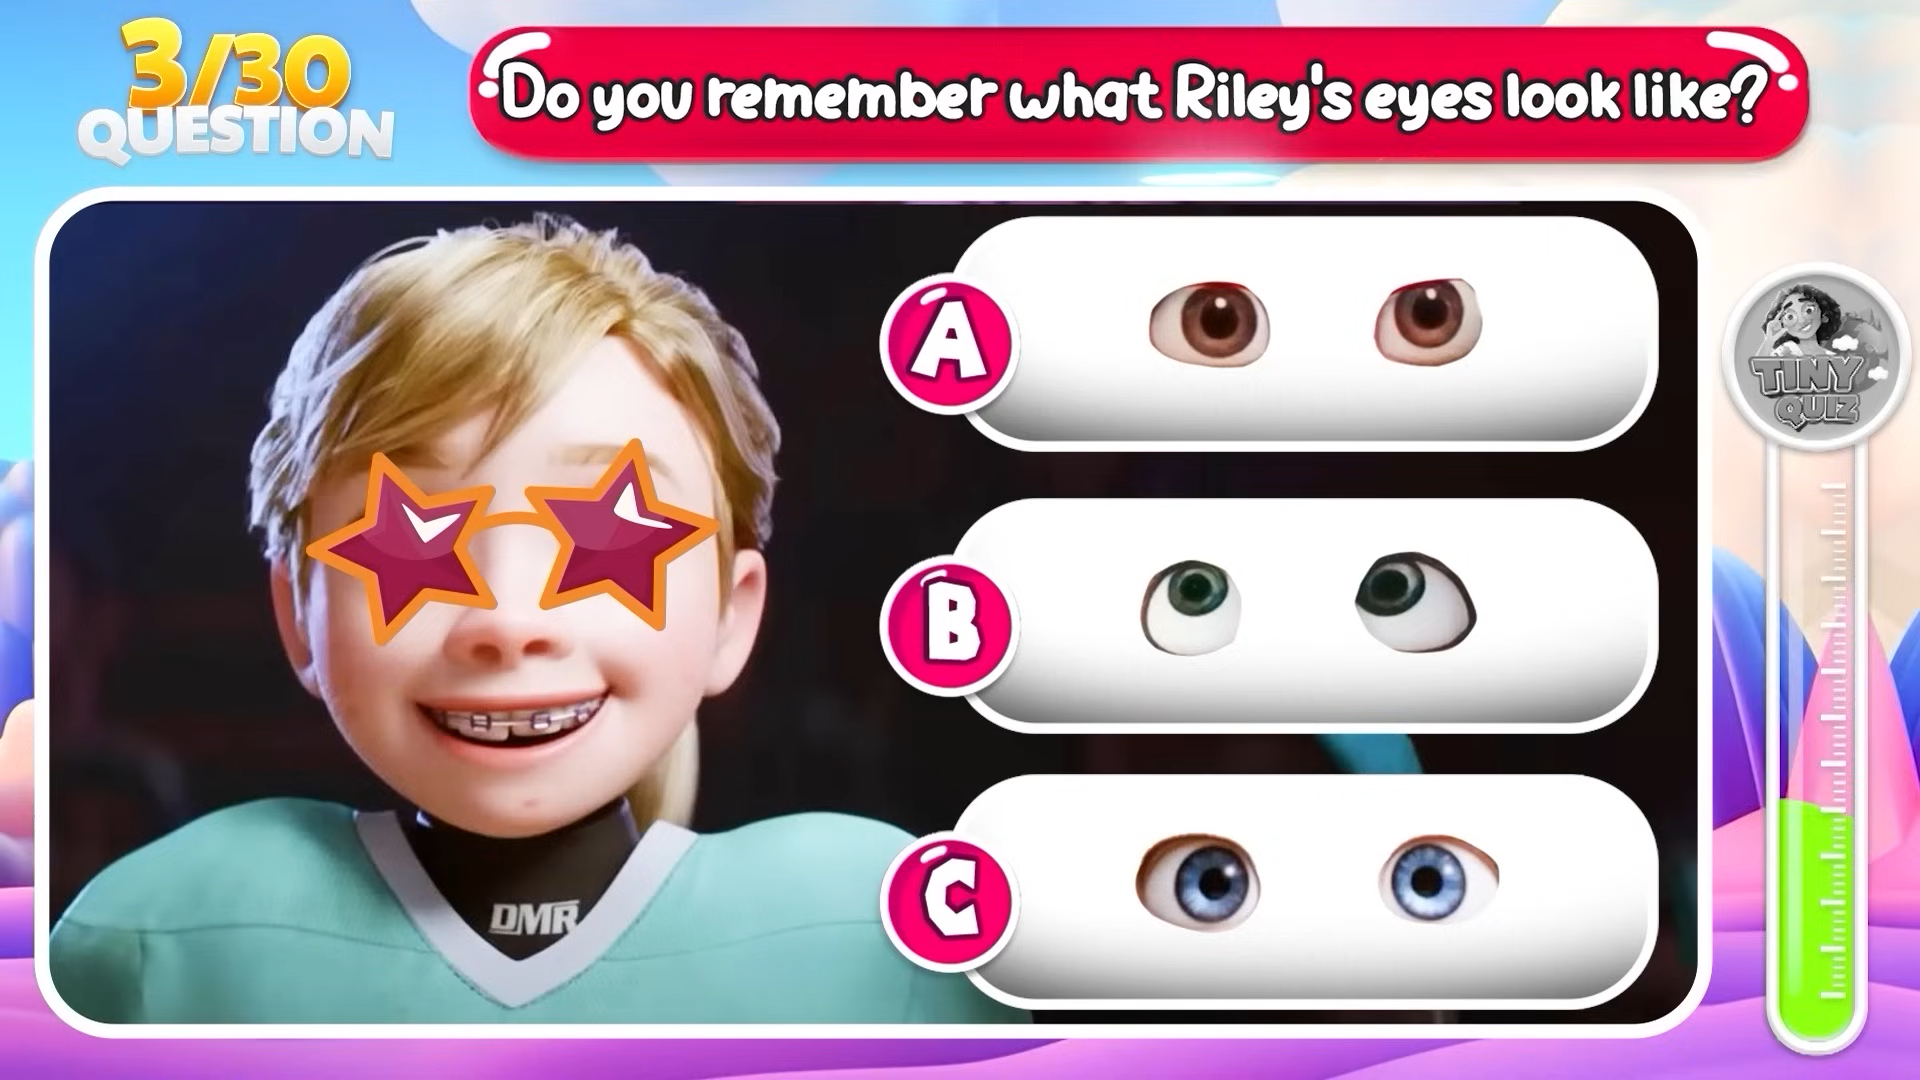 3/30
QUESTION
Do you remember what Riley's eyes look like?
A
B
C
DMR
TINY
QUIZ